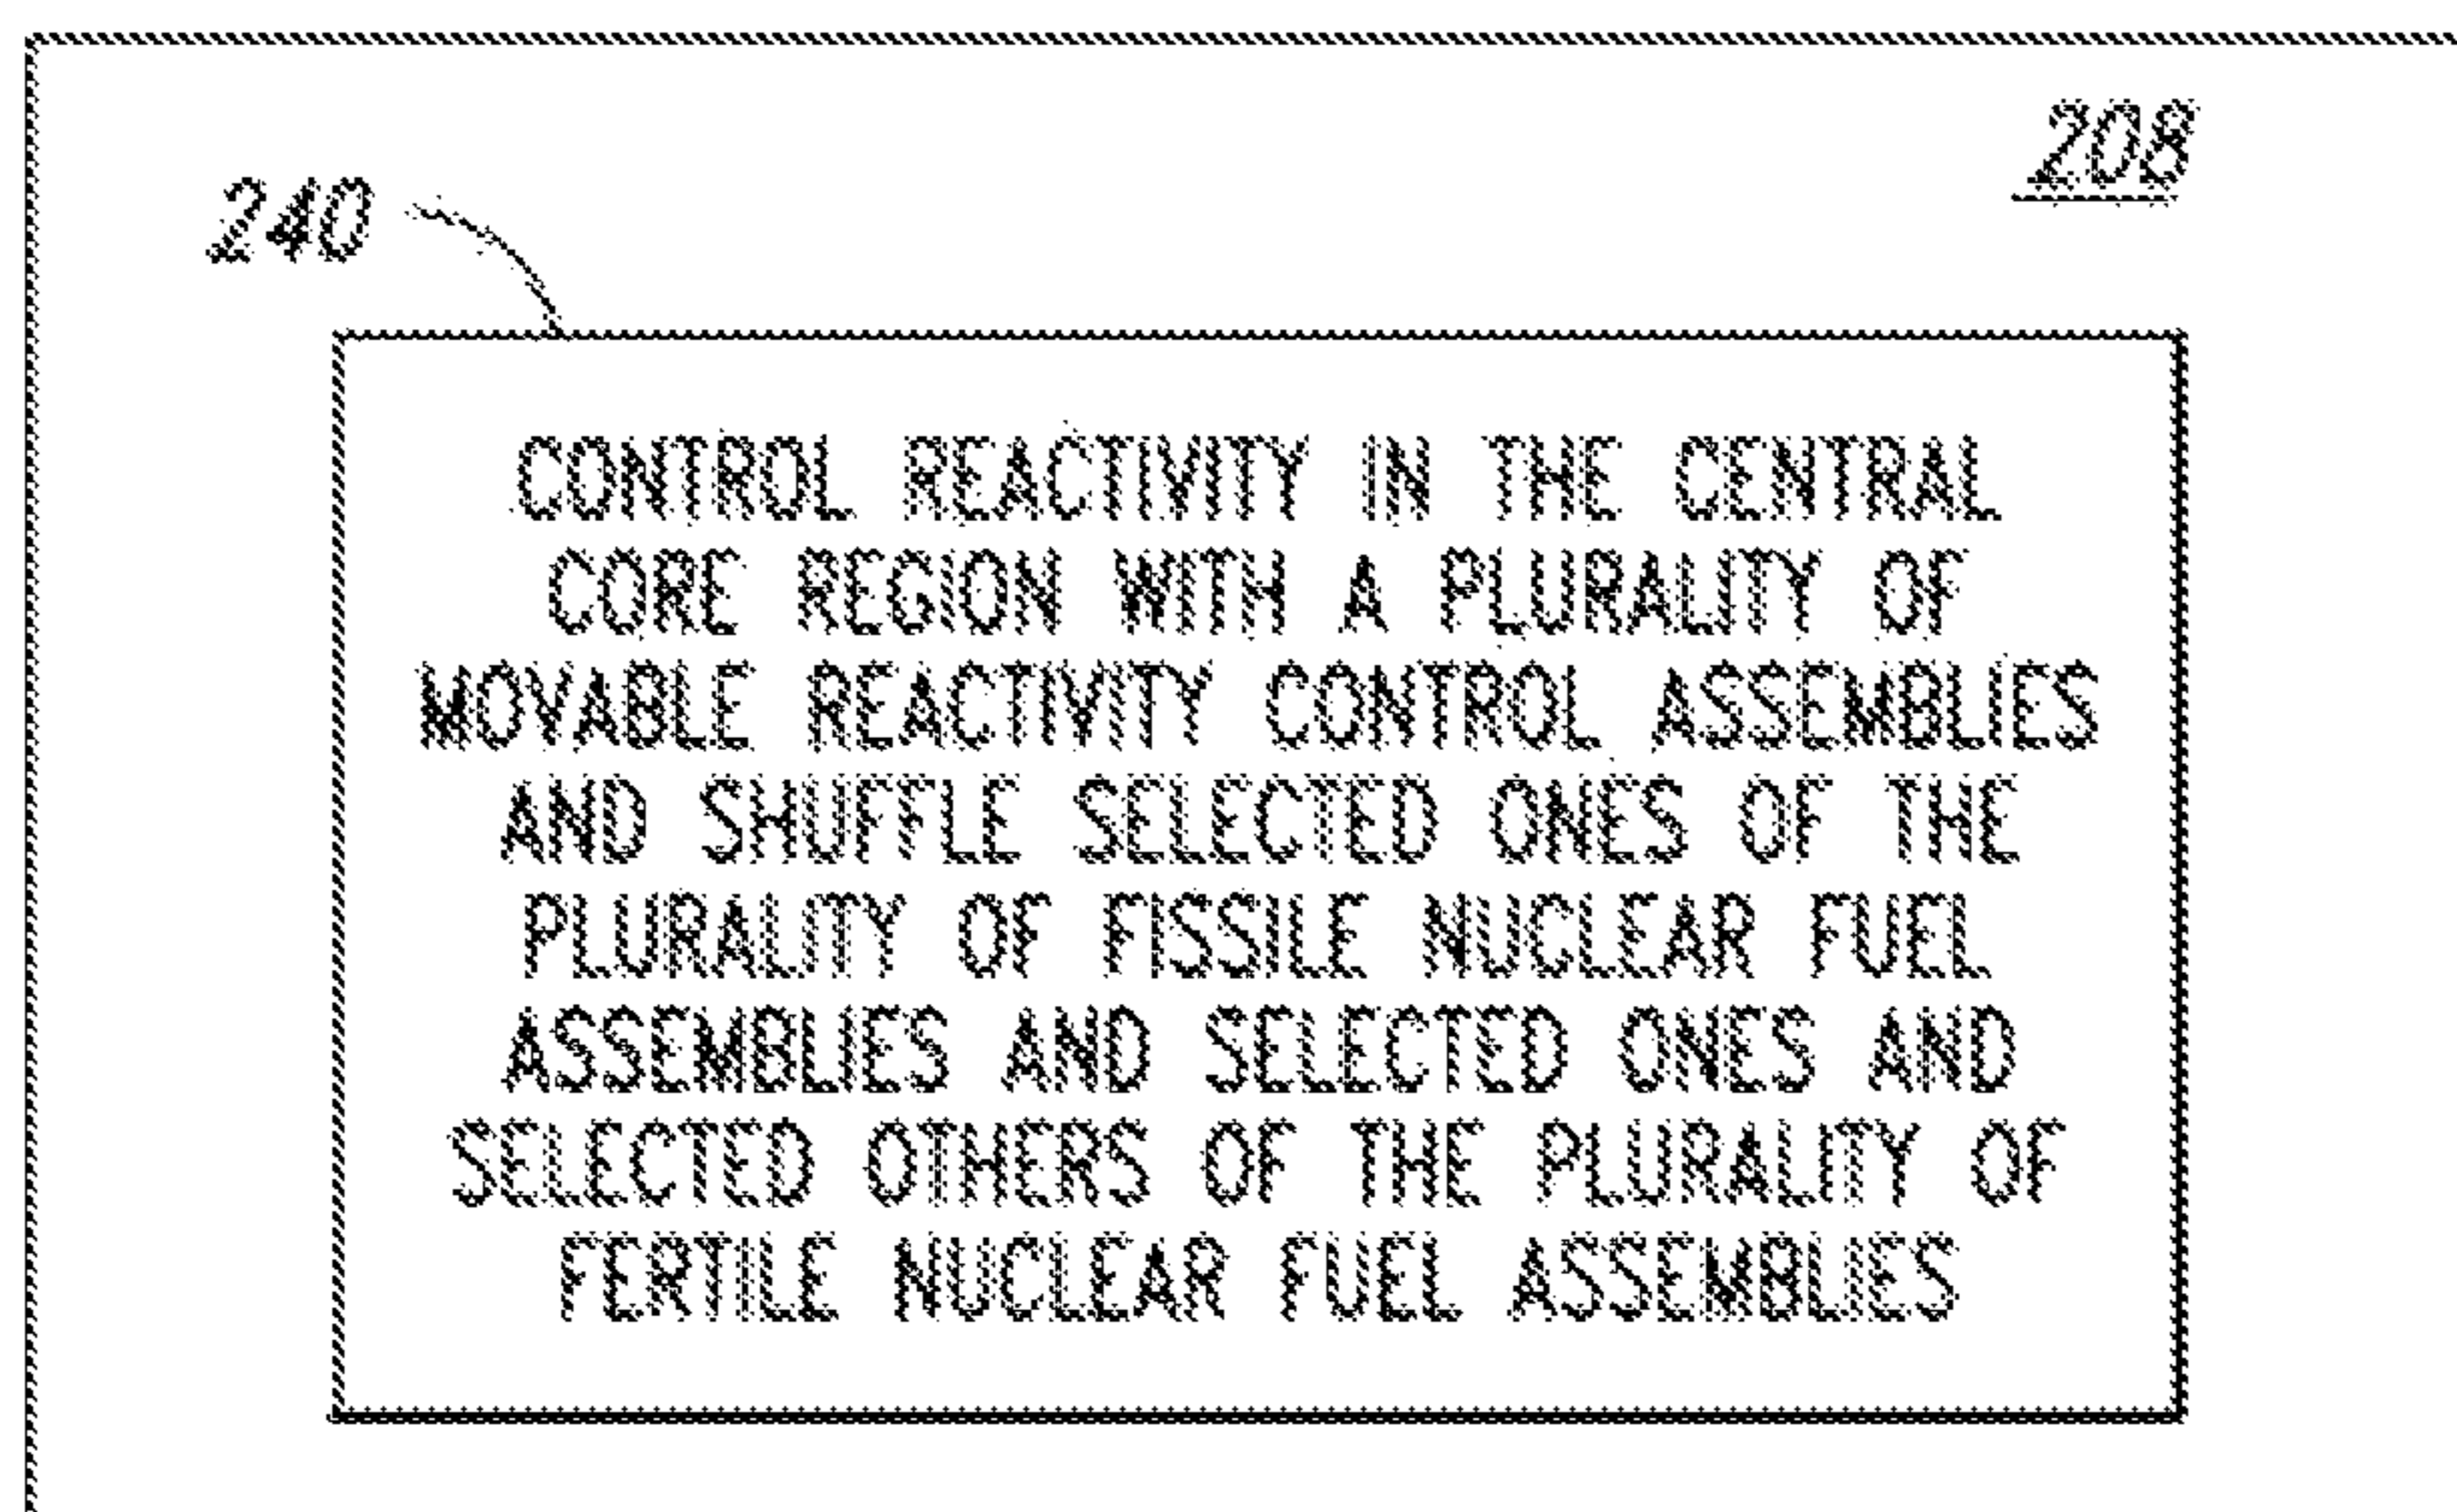 208
240
CONTROL REACTIVITY IN THE CENTRAL
CORE REGION WITH A PLURALITY OF
MOVABLE REACTIVITY CONTROL ASSEMBLIES
AND SHUFFLE SELECTED ONES OF THE
PLURALITY OF FISSILE NUCLEAR FUEL
ASSEMBLIES AND SELECTED ONES AND
SELECTED OTHERS OF THE PLURALITY OF
FERTILE NUCLEAR FUEL ASSEMBLIES